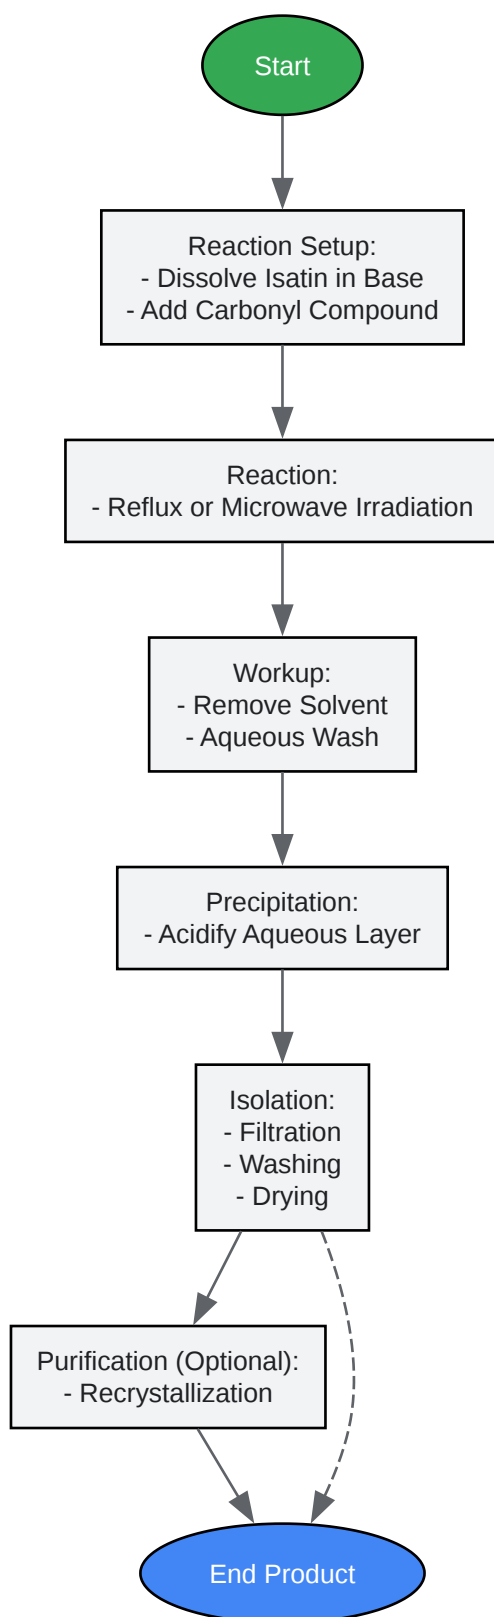 Start
Reaction Setup:
- Dissolve Isatin in Base
- Add Carbonyl Compound
Reaction:
- Reflux or Microwave Irradiation
Workup:
- Remove Solvent
- Aqueous Wash
Precipitation:
- Acidify Aqueous Layer
Isolation:
- Filtration
- Washing
- Drying
Purification (Optional):
- Recrystallization
End Product